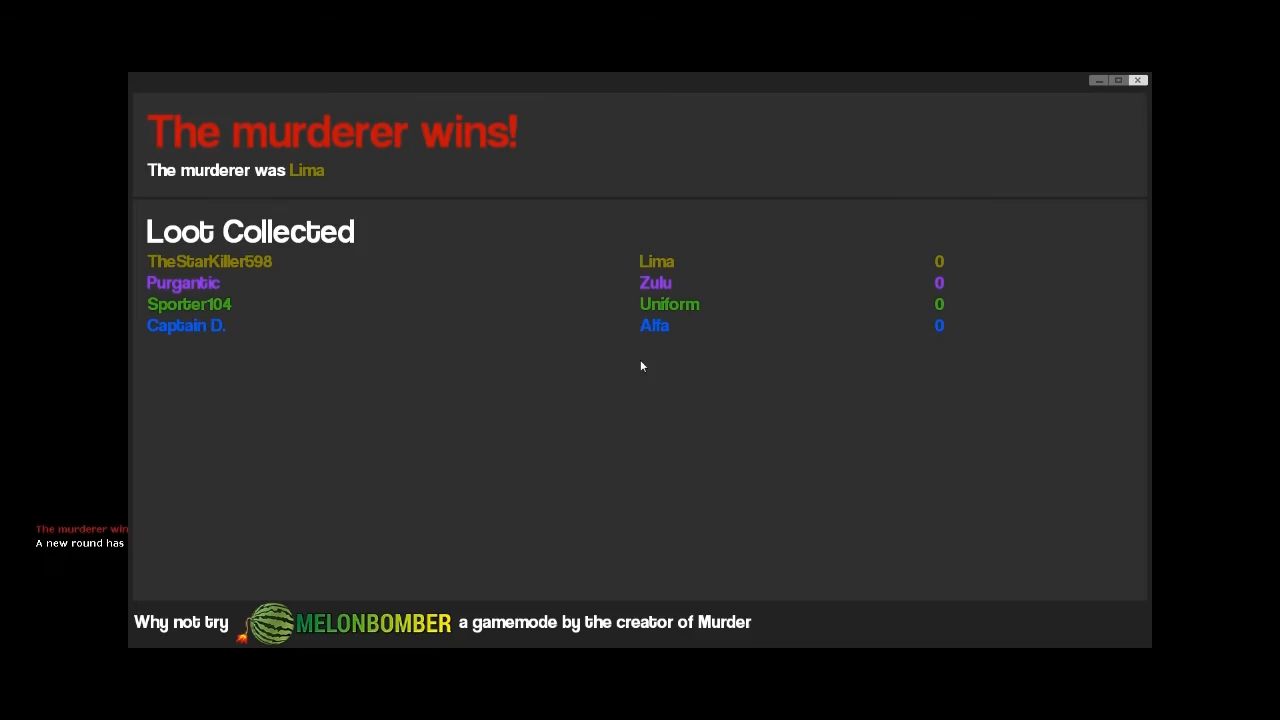 The murderer wins!
The murderer was Lima
Loot Collected
TheStarKiller598 Lima 0
Purgantic Zulu 0
Sporter104 Uniform 0
Captain D. Alfa 0
The murderer win
A new round has
Why not try MELONBOMBER a gamemode by the creator of Murder